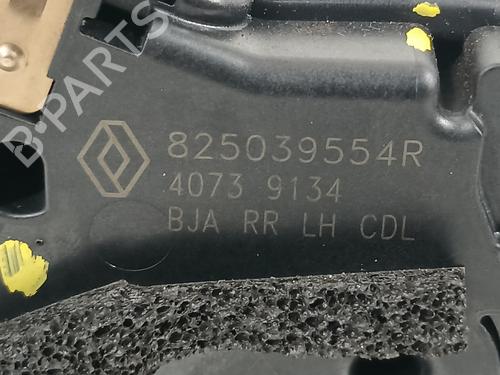 B-PARTS
825039554R
4073 9134
BJA RR LH CDL